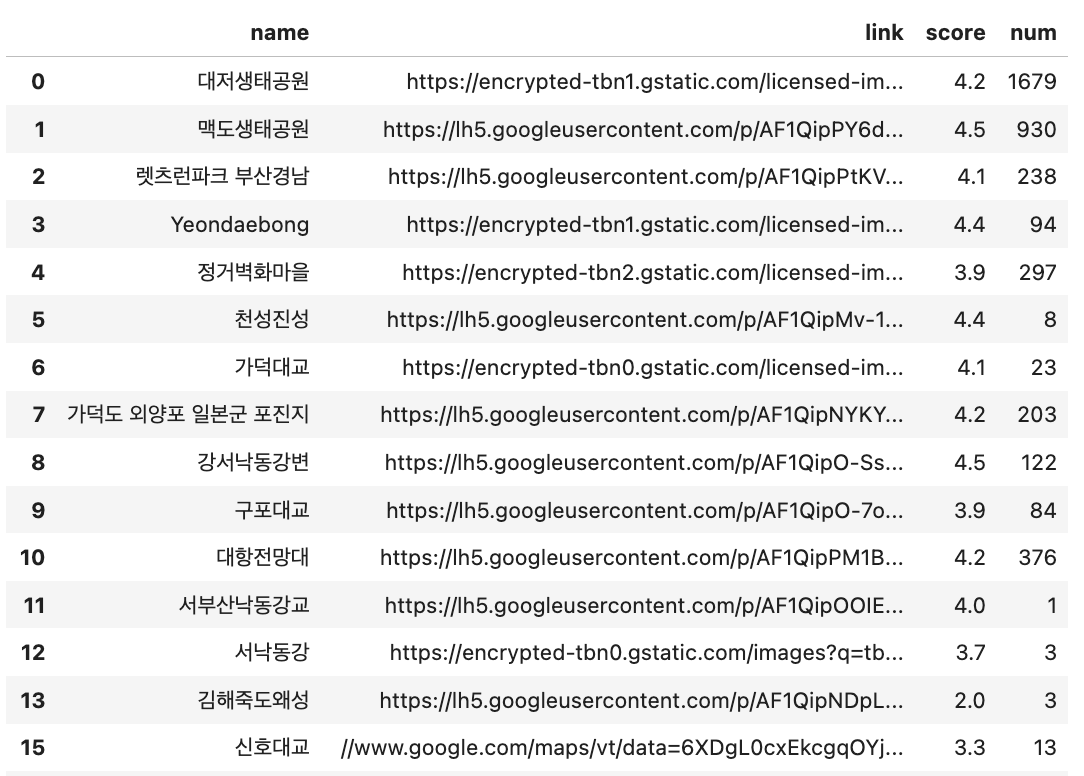 name link score num
0 대저생태공원 https://encrypted-tbn1.gstatic.com/licensed-im... 4.2 1679
1 맥도생태공원 https://lh5.googleusercontent.com/p/AF1QipPY6d... 4.5 930
2 렛츠런파크 부산경남 https://lh5.googleusercontent.com/p/AF1QipPtKV... 4.1 238
3 Yeondaebong https://encrypted-tbn1.gstatic.com/licensed-im... 4.4 94
4 정거벽화마을 https://encrypted-tbn2.gstatic.com/licensed-im... 3.9 297
5 천성진성 https://lh5.googleusercontent.com/p/AF1QipMv-1... 4.4 8
6 가덕대교 https://encrypted-tbn0.gstatic.com/licensed-im... 4.1 23
7 가덕도 외양포 일본군 포진지 https://lh5.googleusercontent.com/p/AF1QipNYKY... 4.2 203
8 강서낙동강변 https://lh5.googleusercontent.com/p/AF1QipO-Ss... 4.5 122
9 구포대교 https://lh5.googleusercontent.com/p/AF1QipO-7o... 3.9 84
10 대항전망대 https://lh5.googleusercontent.com/p/AF1QipPM1B... 4.2 376
11 서부산낙동강교 https://lh5.googleusercontent.com/p/AF1QipOOIE... 4.0 1
12 서낙동강 https://encrypted-tbn0.gstatic.com/images?q=tb... 3.7 3
13 김해죽도왜성 https://lh5.googleusercontent.com/p/AF1QipNDpL... 2.0 3
15 신호대교 //www.google.com/maps/vt/data=6XDgL0cxEkcgqOYj... 3.3 13